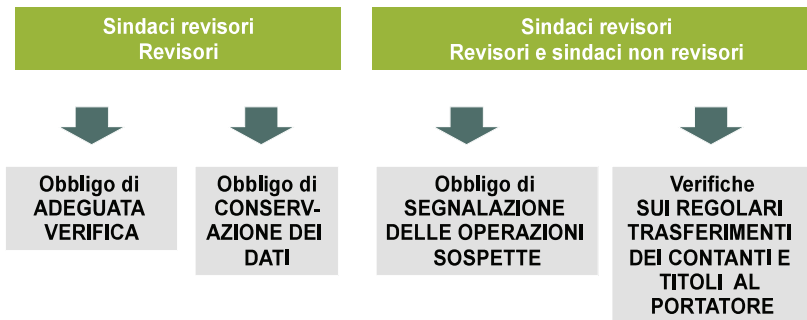 Sindaci revisori
Revisori
Sindaci revisori
Revisori e sindaci non revisori
Obbligo di
ADEGUATA
VERIFICA
Obbligo di
CONSERV-
AZIONE DEI
DATI
Obbligo di
SEGNALAZIONE
DELLE OPERAZIONI
SOSPETTE
Verifiche
SUI REGOLARI
TRASFERIMENTI
DEI CONTANTI E
TITOLI AL
PORTATORE